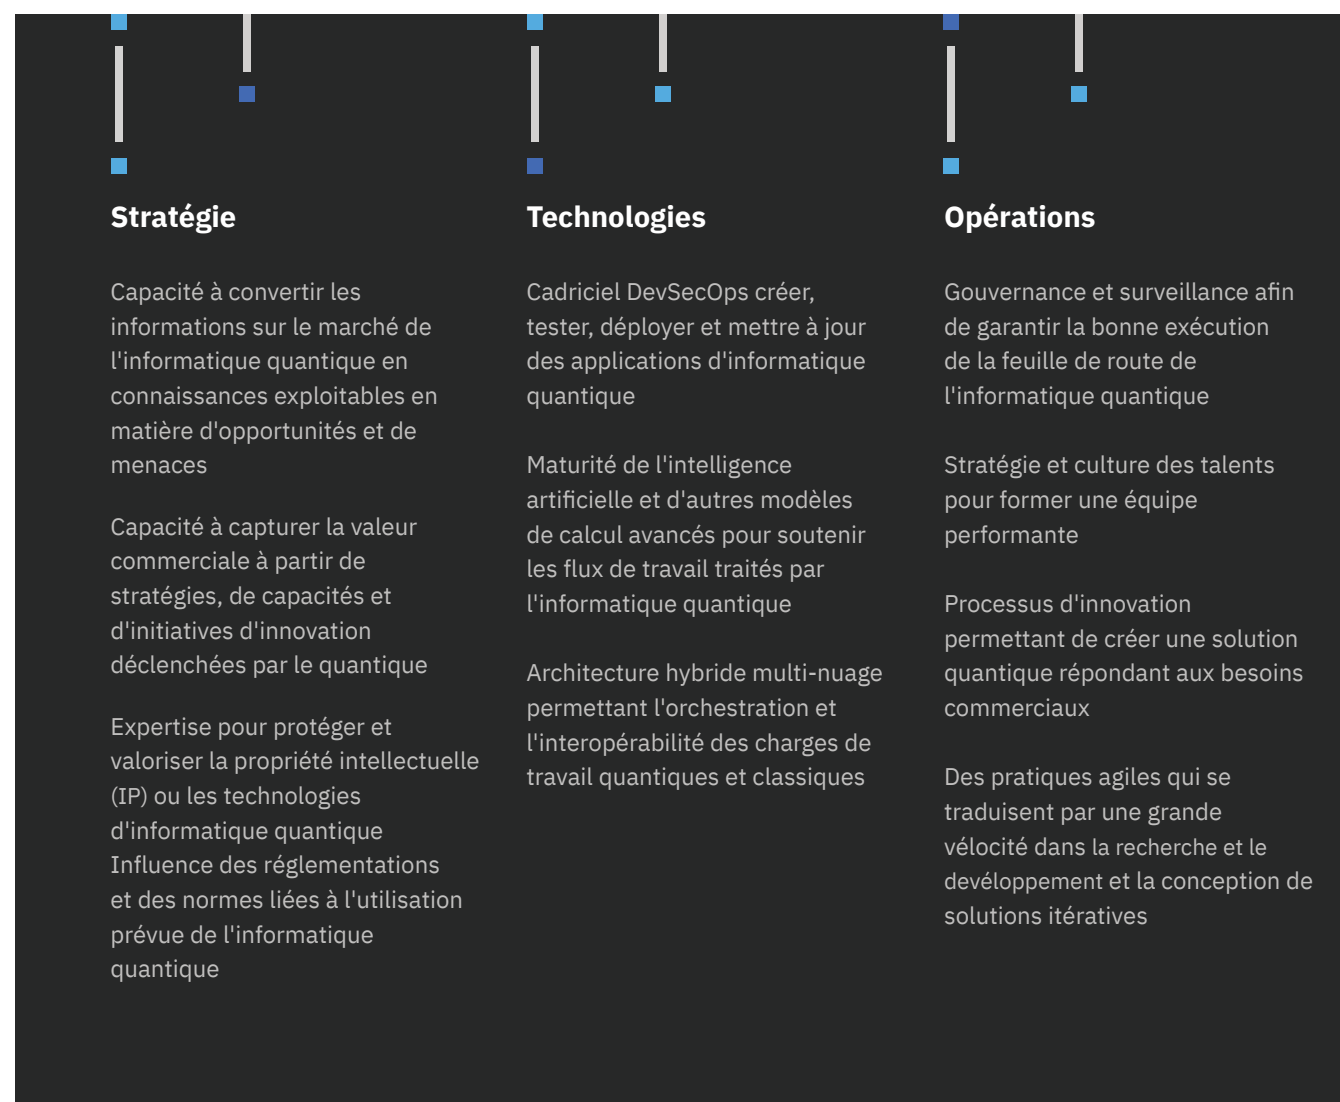 Stratégie
Capacité à convertir les
informations sur le marché de
l'informatique quantique en
connaissances exploitables en
matière d'opportunités et de
menaces
Capacité à capturer la valeur
commerciale à partir de
stratégies, de capacités et
d'initiatives d'innovation
déclenchées par le quantique
Expertise pour protéger et
valoriser la propriété intellectuelle
(IP) ou les technologies
d'informatique quantique
Influence des réglementations
et des normes liées à l'utilisation
prévue de l'informatique
quantique
Technologies
Cadriciel DevSecOps créer,
tester, déployer et mettre à jour
des applications d'informatique
quantique
Maturité de l'intelligence
artificielle et d'autres modèles
de calcul avancés pour soutenir
les flux de travail traités par
l'informatique quantique
Architecture hybride multi-nuage
permettant l'orchestration et
l'interopérabilité des charges de
travail quantiques et classiques
Opérations
Gouvernance et surveillance afin
de garantir la bonne exécution
de la feuille de route de
l'informatique quantique
Stratégie et culture des talents
pour former une équipe
performante
Processus d'innovation
permettant de créer une solution
quantique répondant aux besoins
commerciaux
Des pratiques agiles qui se
traduisent par une grande
vélocité dans la recherche et le
devéloppement et la conception de
solutions itératives